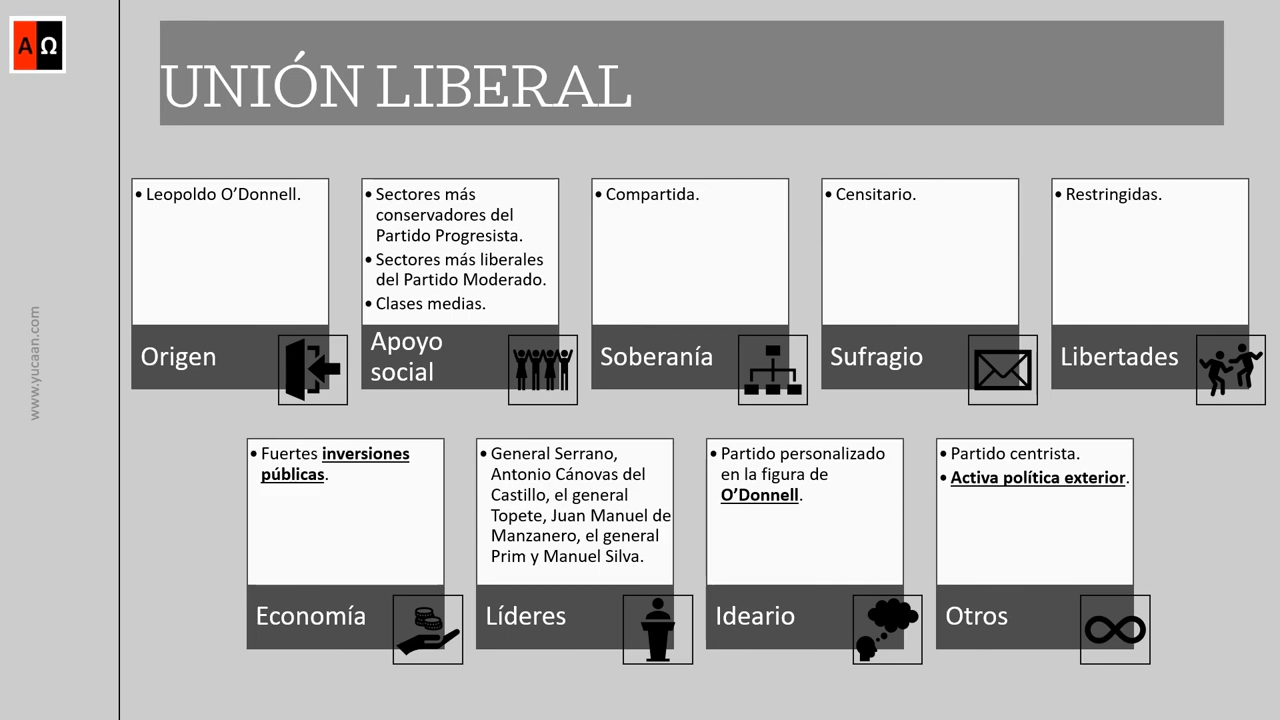 AΩ
UNIÓN LIBERAL
• Leopoldo O’Donnell.
Origen
• Sectores más
conservadores del
Partido Progresista.
• Sectores más liberales
del Partido Moderado.
• Clases medias.
Apoyo
social
• Compartida.
Soberanía
• Censitario.
Sufragio
• Restringidas.
Libertades
• Fuertes inversiones
públicas.
Economía
• General Serrano,
Antonio Cánovas del
Castillo, el general
Topete, Juan Manuel de
Manzanero, el general
Prim y Manuel Silva.
Líderes
• Partido personalizado
en la figura de
O’Donnell.
Ideario
• Partido centrista.
• Activa política exterior.
Otros
www.yucaan.com